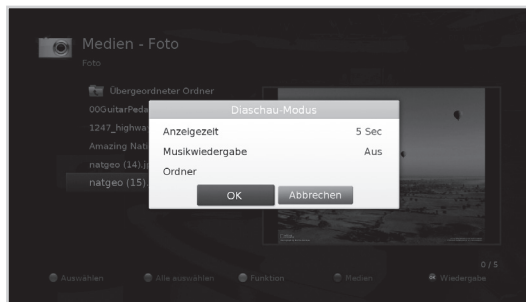 Medien - Foto
Foto
Übergeordneter Ordner
00GuitarPeda
1247_highwa
Amazing Nati
natgeo (14).j
natgeo (15).
Diaschau-Modus
Anzeigezeit 5 Sec
Musikwiedergabe Aus
Ordner
OK Abbrechen
0 / 5
Auswählen Alle auswählen Funktion Medien Wiedergabe